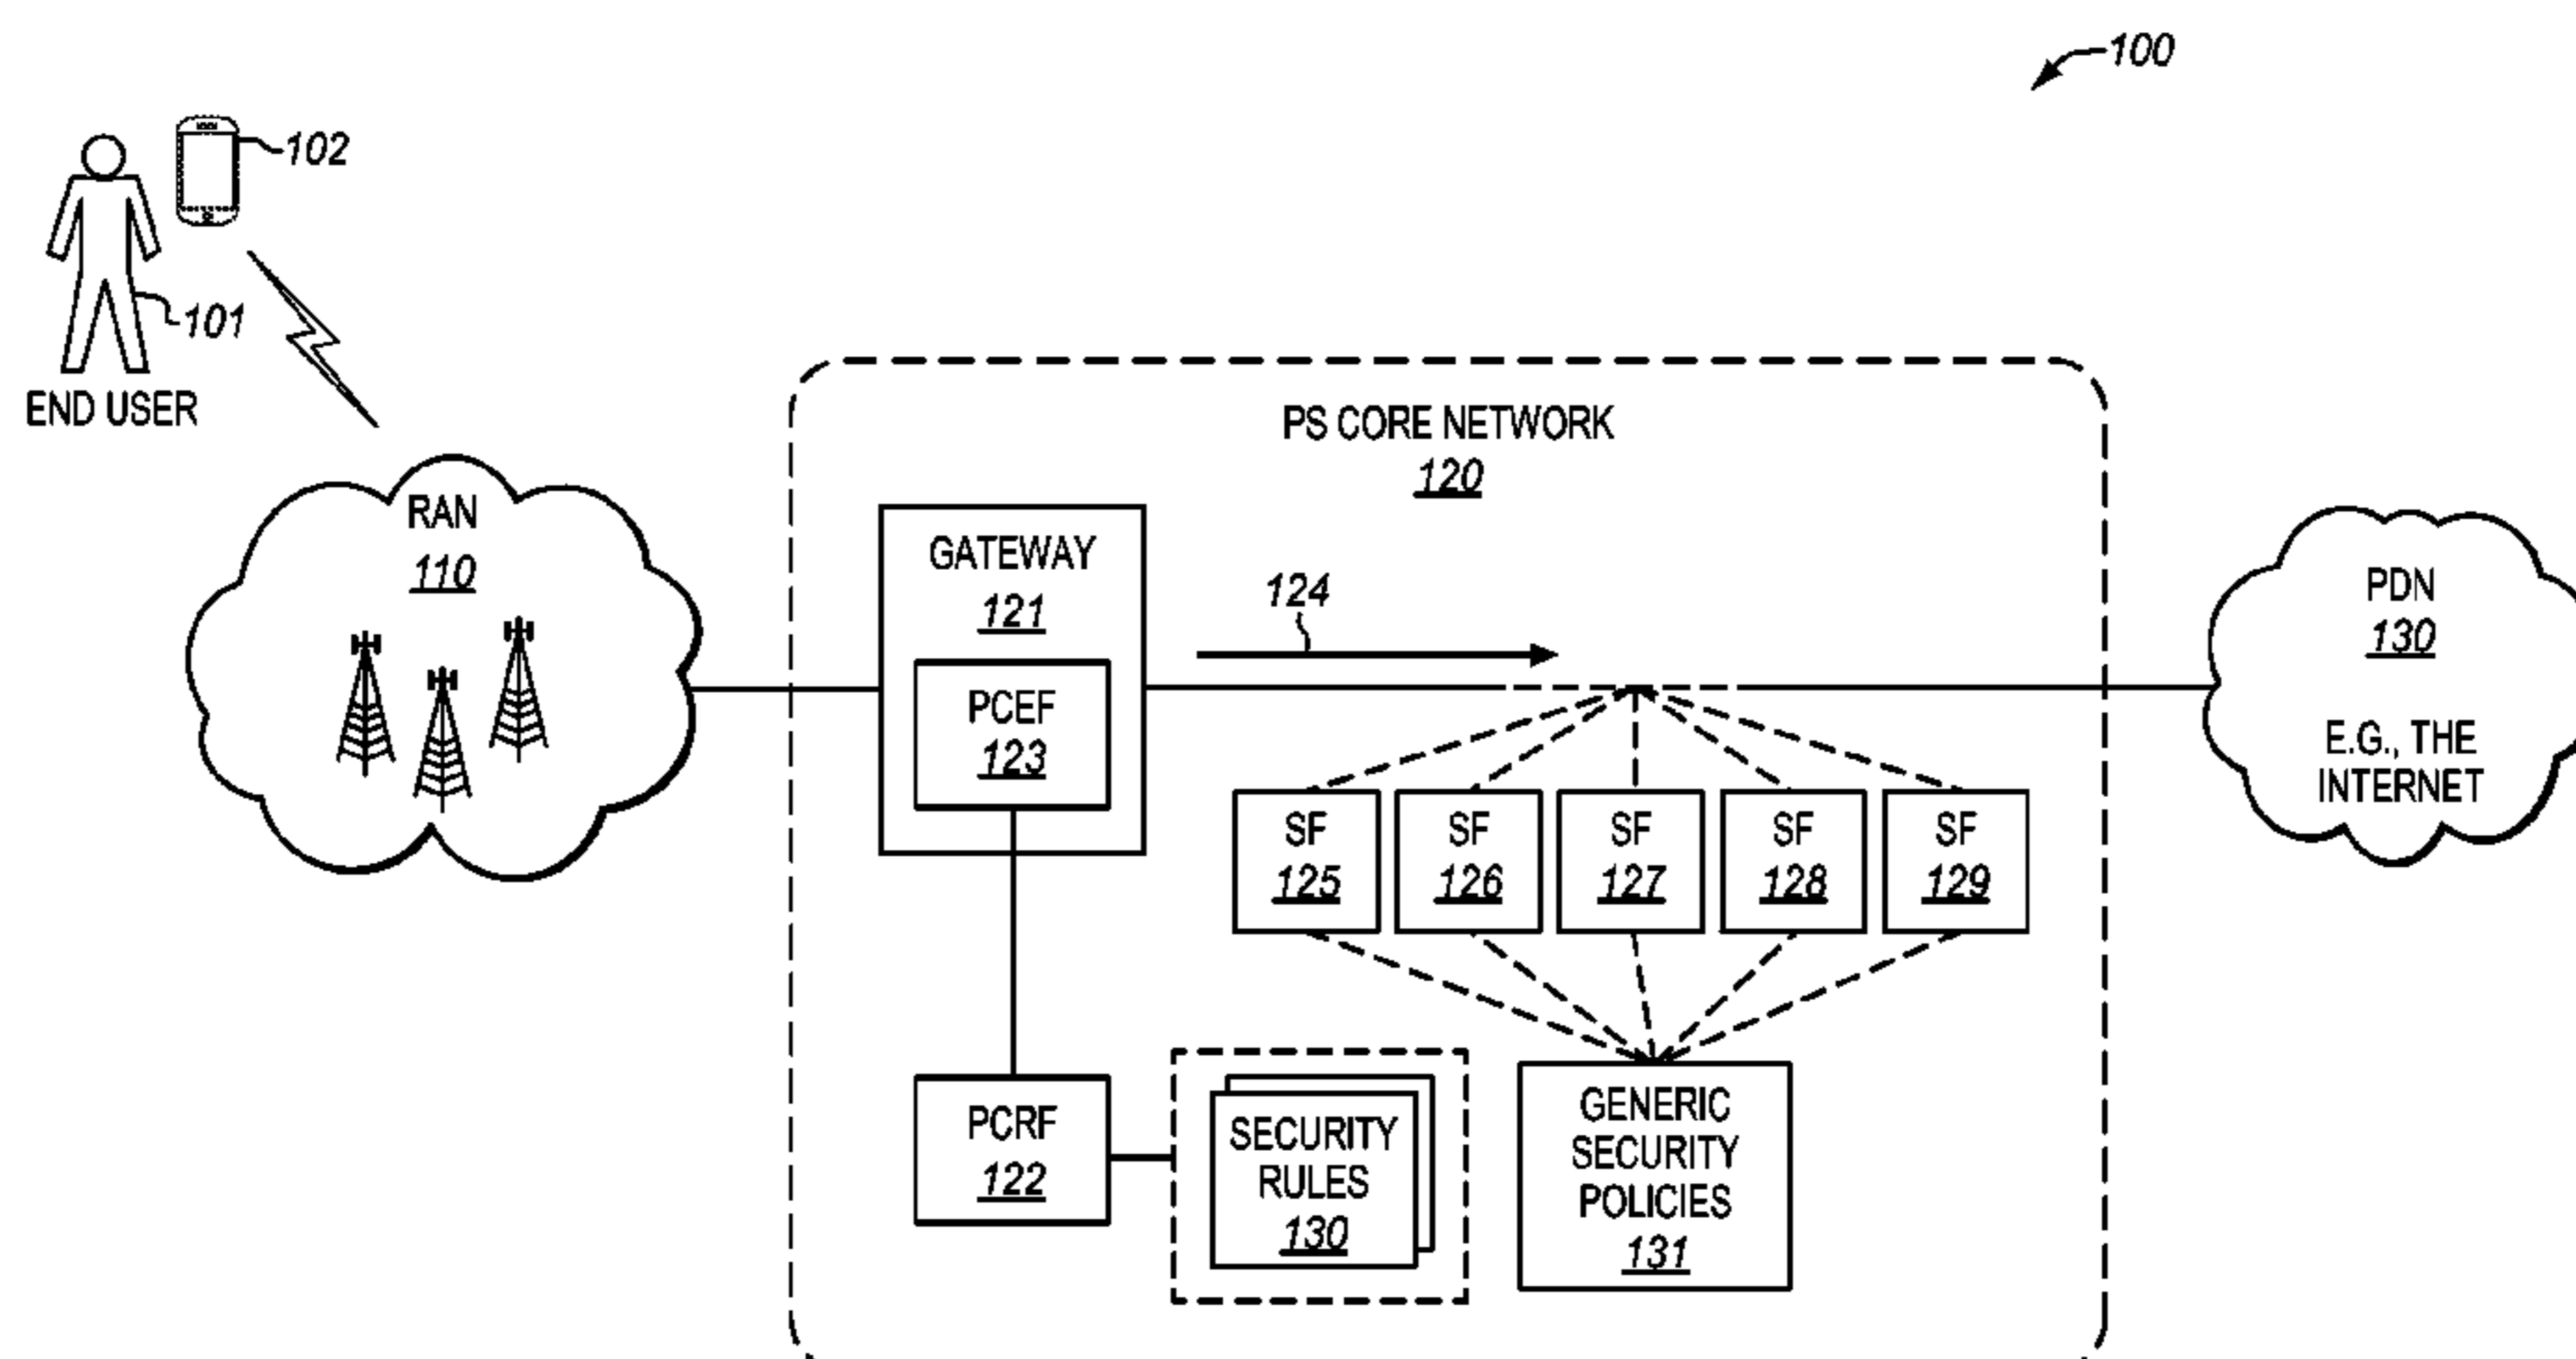 100
102
101
END USER
RAN
110
PS CORE NETWORK
120
GATEWAY
121
PCEF
123
124
PDN
130
E.G., THE
INTERNET
SF
125
SF
126
SF
127
SF
128
SF
129
PCRF
122
SECURITY
RULES
130
GENERIC
SECURITY
POLICIES
131